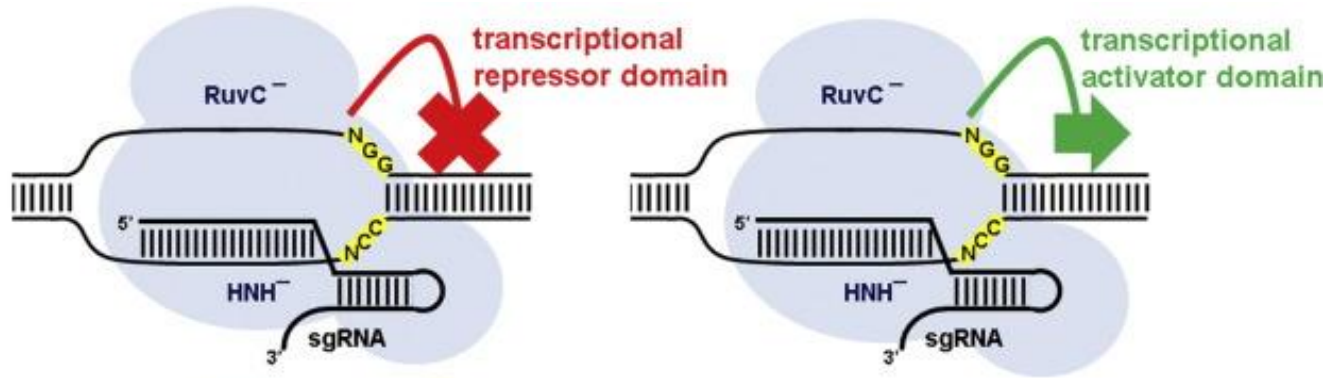 transcriptional
repressor domain
RuvC⁻
NGG
5'
NCC
HNH⁻
sgRNA
3'
transcriptional
activator domain
RuvC⁻
NGG
5'
NCC
HNH⁻
sgRNA
3'